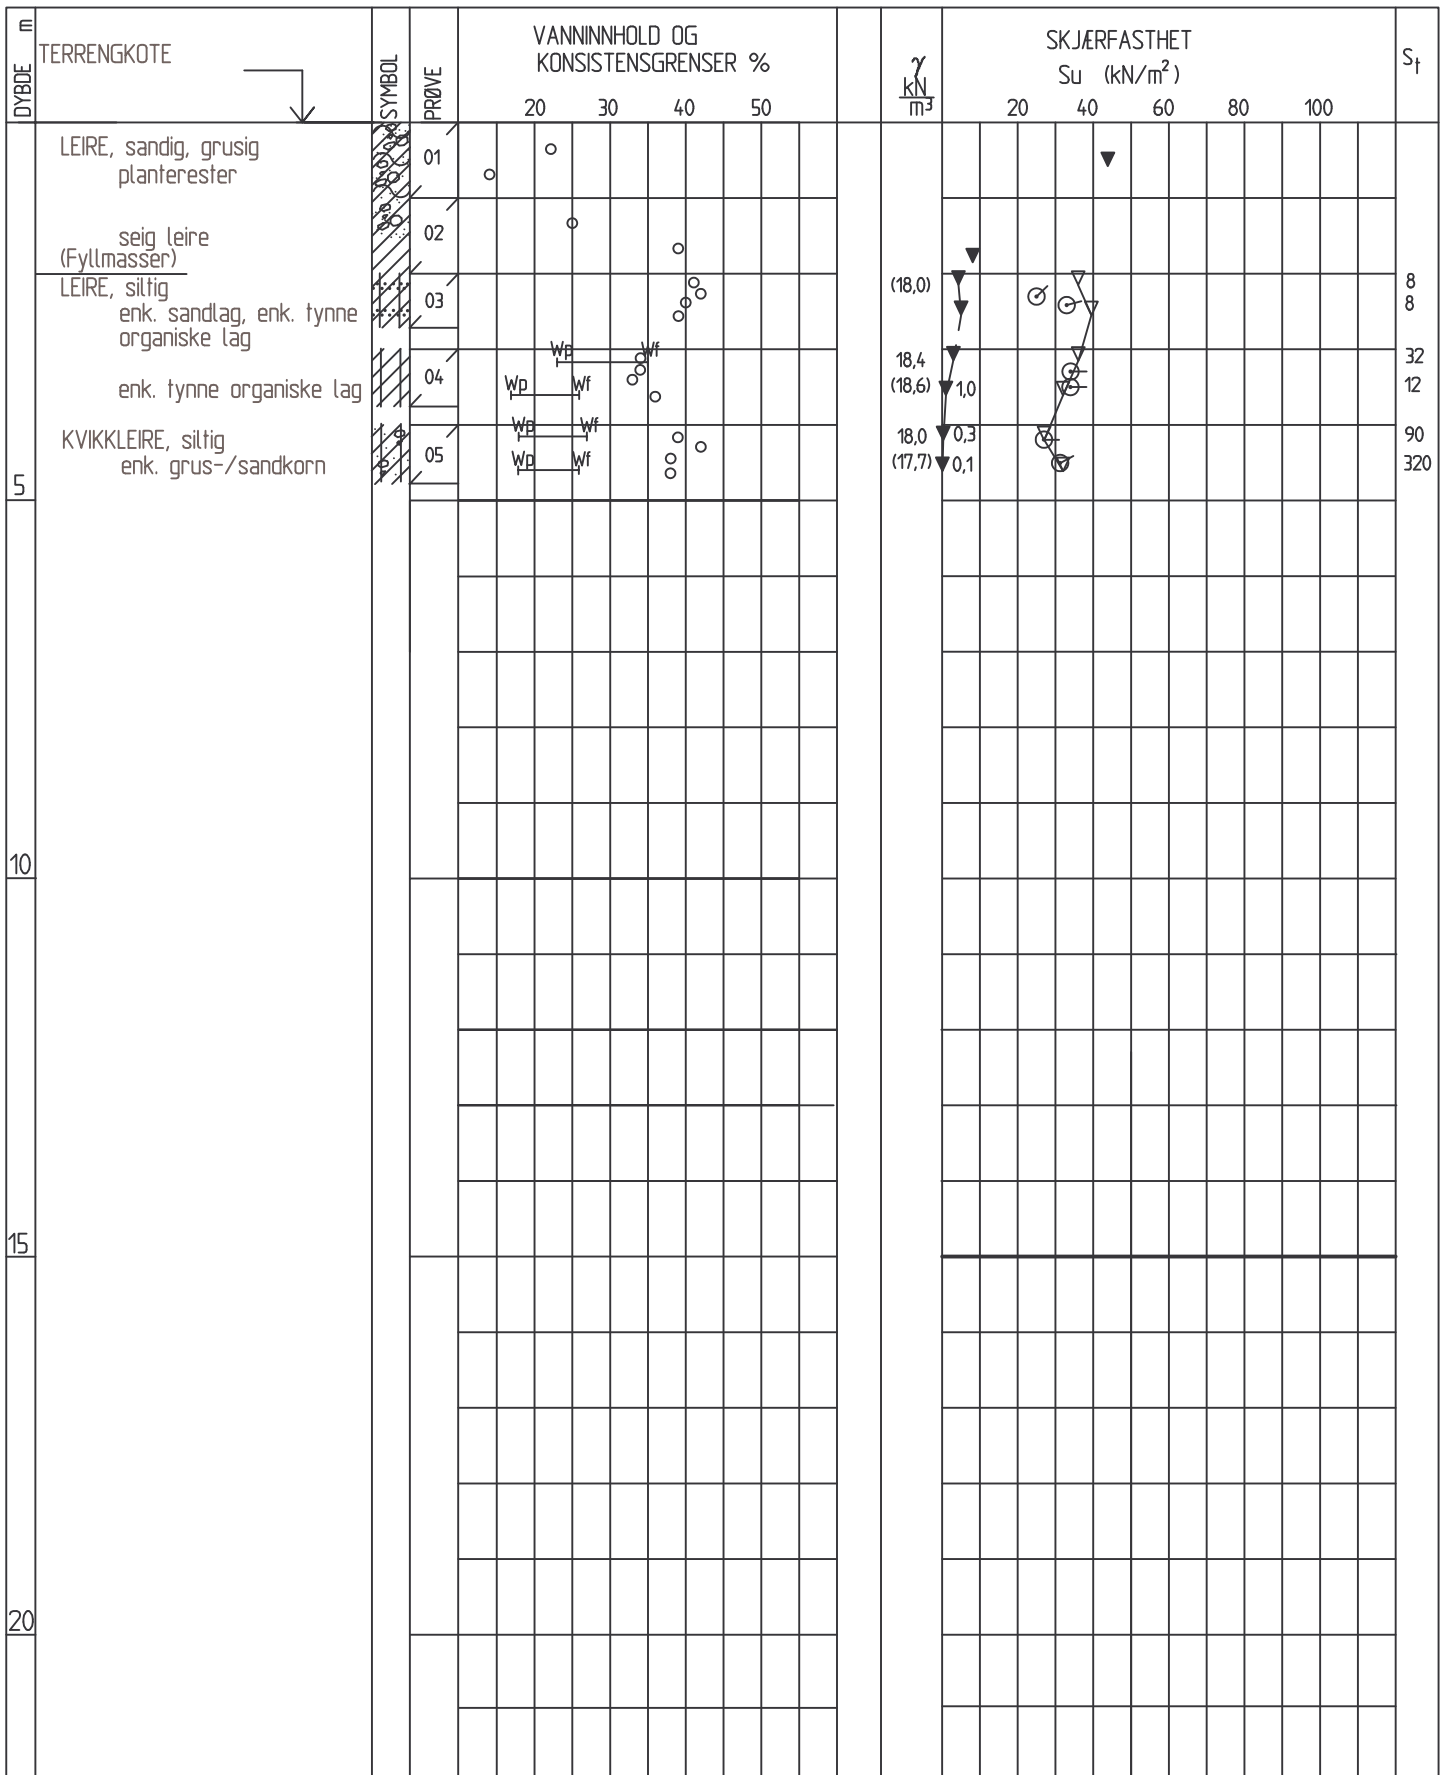 DYBDE m
TERRENGKOTE
SYMBOL
PRØVE
VANNINNHOLD OG
KONSISTENSGRENSER %
20 30 40 50
γ
kN
m³
SKJÆRFASTHET
Su (kN/m²)
20 40 60 80 100
St
LEIRE, sandig, grusig
planterester
01
seig leire
(Fyllmasser)
02
LEIRE, siltig
enk. sandlag, enk. tynne
organiske lag
03
(18,0)
8
8
enk. tynne organiske lag
04
Wp Wf
Wp Wf
18,4
(18,6) 1,0
32
12
KVIKKLEIRE, siltig
enk. grus-/sandkorn
05
Wp Wf
Wp Wf
18,0 0,3
(17,7) 0,1
90
320
5
10
15
20